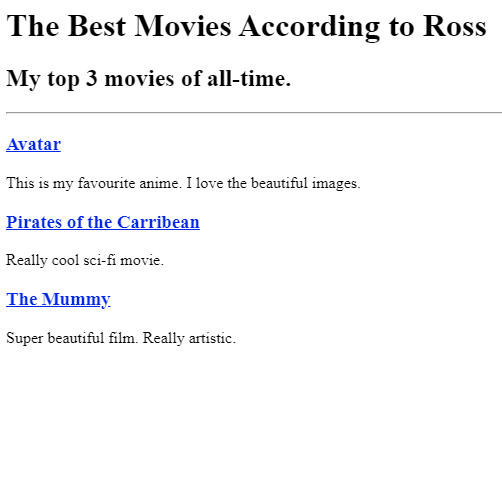 The Best Movies According to Ross
My top 3 movies of all-time.
Avatar
This is my favourite anime. I love the beautiful images.
Pirates of the Carribean
Really cool sci-fi movie.
The Mummy
Super beautiful film. Really artistic.